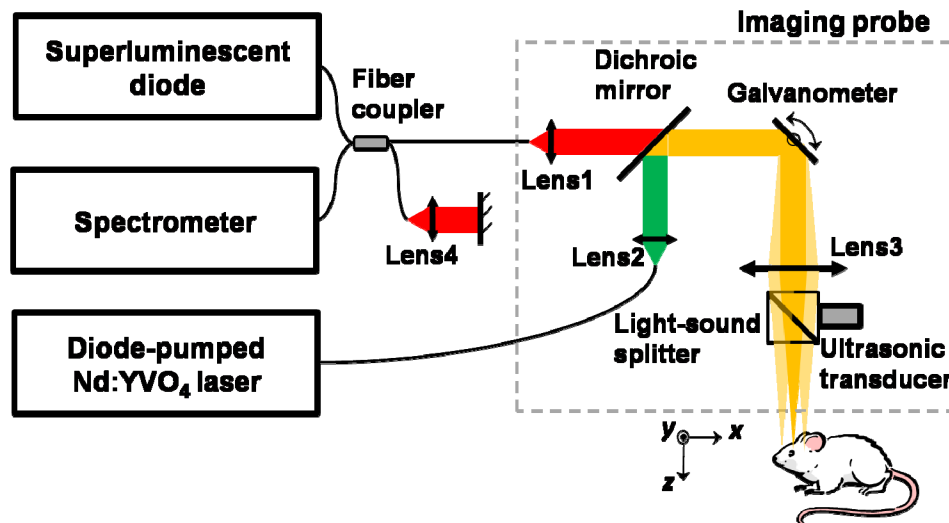 Imaging probe
Superluminescent
diode
Fiber
coupler
Dichroic
mirror
Galvanometer
Lens1
Spectrometer
Lens4
Lens2
Lens3
Diode-pumped
Nd:YVO4 laser
Light-sound
splitter
Ultrasonic
transducer
y
x
z